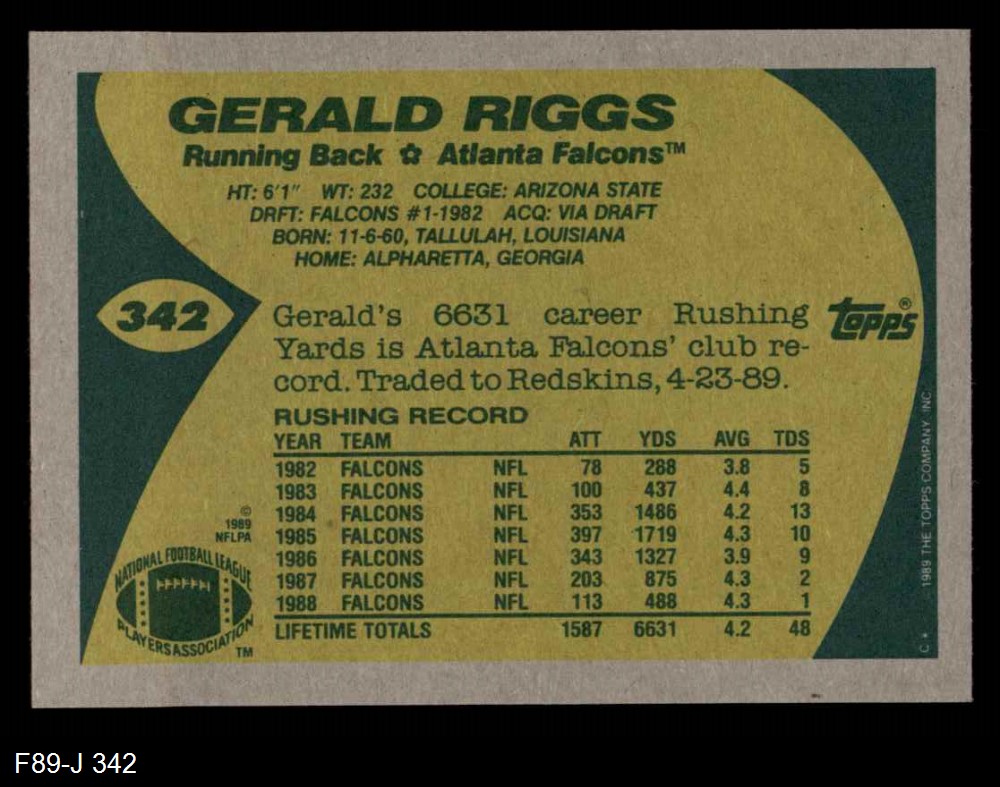 GERALD RIGGS
Running Back ✩ Atlanta Falcons™
HT: 6'1" WT: 232 COLLEGE: ARIZONA STATE
DRFT: FALCONS #1-1982 ACQ: VIA DRAFT
BORN: 11-6-60, TALLULAH, LOUISIANA
HOME: ALPHARETTA, GEORGIA
342
Gerald's 6631 career Rushing
Yards is Atlanta Falcons' club re-
cord. Traded to Redskins, 4-23-89.
topps®
RUSHING RECORD
YEAR TEAM ATT YDS AVG TDS
1982 FALCONS NFL 78 288 3.8 5
1983 FALCONS NFL 100 437 4.4 8
1984 FALCONS NFL 353 1486 4.2 13
1985 FALCONS NFL 397 1719 4.3 10
1986 FALCONS NFL 343 1327 3.9 9
1987 FALCONS NFL 203 875 4.3 2
1988 FALCONS NFL 113 488 4.3 1
LIFETIME TOTALS 1587 6631 4.2 48
©
1989
NFLPA
NATIONAL FOOTBALL LEAGUE
PLAYERS ASSOCIATION
TM
C* 1989 THE TOPPS COMPANY, INC.
F89-J 342